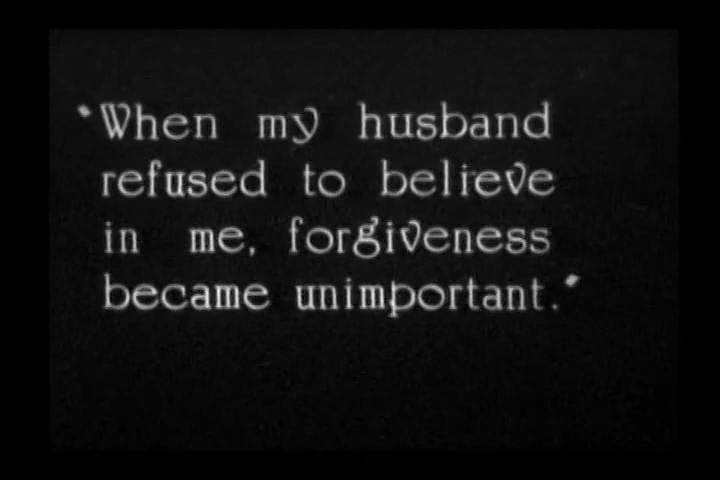 "When my husband
refused to believe
in me, forgiveness
became unimportant."